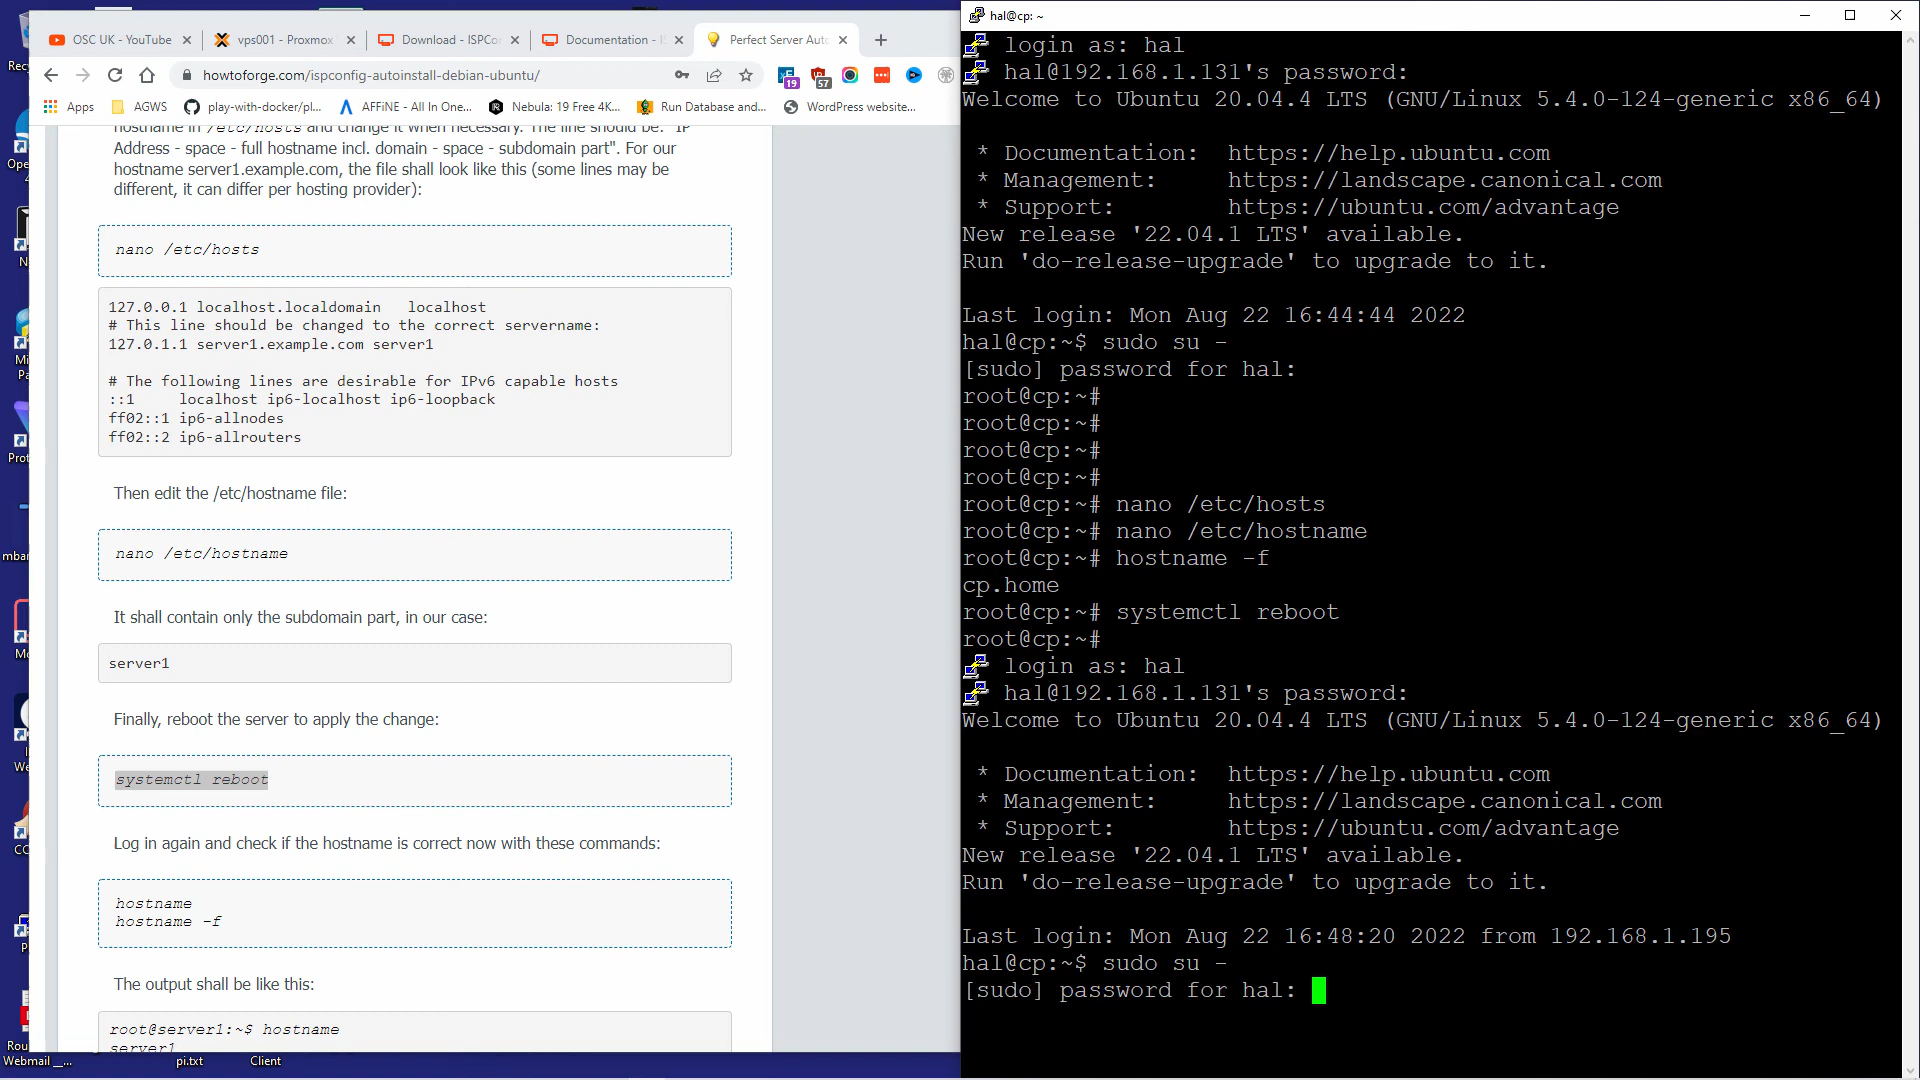 OSC UK - YouTube
vps001 - Proxmox
Download - ISPCo
Documentation - I
Perfect Server Aut
howtoforge.com/ispconfig-autoinstall-debian-ubuntu/
19
57
Apps
AGWS
play-with-docker/pl...
AFFiNE - All In One...
Nebula: 19 Free 4K...
Run Database and...
WordPress website...
hostname in /etc/hosts and change it when necessary. The line should be: "IP
Address - space - full hostname incl. domain - space - subdomain part". For our
hostname server1.example.com, the file shall look like this (some lines may be
different, it can differ per hosting provider):
nano /etc/hosts
127.0.0.1 localhost.localdomain   localhost
# This line should be changed to the correct servername:
127.0.1.1 server1.example.com server1
# The following lines are desirable for IPv6 capable hosts
::1     localhost ip6-localhost ip6-loopback
ff02::1 ip6-allnodes
ff02::2 ip6-allrouters
Then edit the /etc/hostname file:
nano /etc/hostname
It shall contain only the subdomain part, in our case:
server1
Finally, reboot the server to apply the change:
systemctl reboot
Log in again and check if the hostname is correct now with these commands:
hostname
hostname -f
The output shall be like this:
root@server1:~$ hostname
server1
Webmail __...
pi.txt
Client
hal@cp: ~
login as: hal
hal@192.168.1.131's password:
Welcome to Ubuntu 20.04.4 LTS (GNU/Linux 5.4.0-124-generic x86_64)
* Documentation:  https://help.ubuntu.com
* Management:     https://landscape.canonical.com
* Support:        https://ubuntu.com/advantage
New release '22.04.1 LTS' available.
Run 'do-release-upgrade' to upgrade to it.
Last login: Mon Aug 22 16:44:44 2022
hal@cp:~$ sudo su -
[sudo] password for hal:
root@cp:~#
root@cp:~#
root@cp:~#
root@cp:~#
root@cp:~# nano /etc/hosts
root@cp:~# nano /etc/hostname
root@cp:~# hostname -f
cp.home
root@cp:~# systemctl reboot
root@cp:~#
login as: hal
hal@192.168.1.131's password:
Welcome to Ubuntu 20.04.4 LTS (GNU/Linux 5.4.0-124-generic x86_64)
* Documentation:  https://help.ubuntu.com
* Management:     https://landscape.canonical.com
* Support:        https://ubuntu.com/advantage
New release '22.04.1 LTS' available.
Run 'do-release-upgrade' to upgrade to it.
Last login: Mon Aug 22 16:48:20 2022 from 192.168.1.195
hal@cp:~$ sudo su -
[sudo] password for hal: